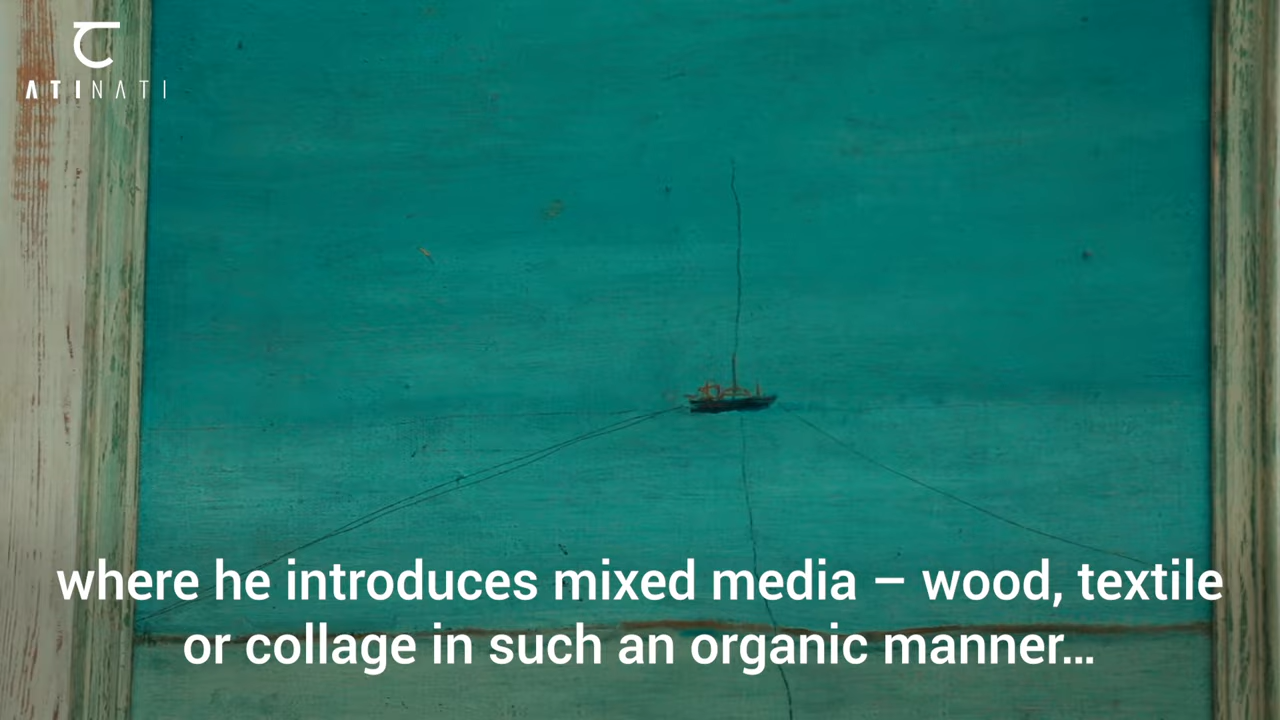 ATINATI
where he introduces mixed media – wood, textile
or collage in such an organic manner...